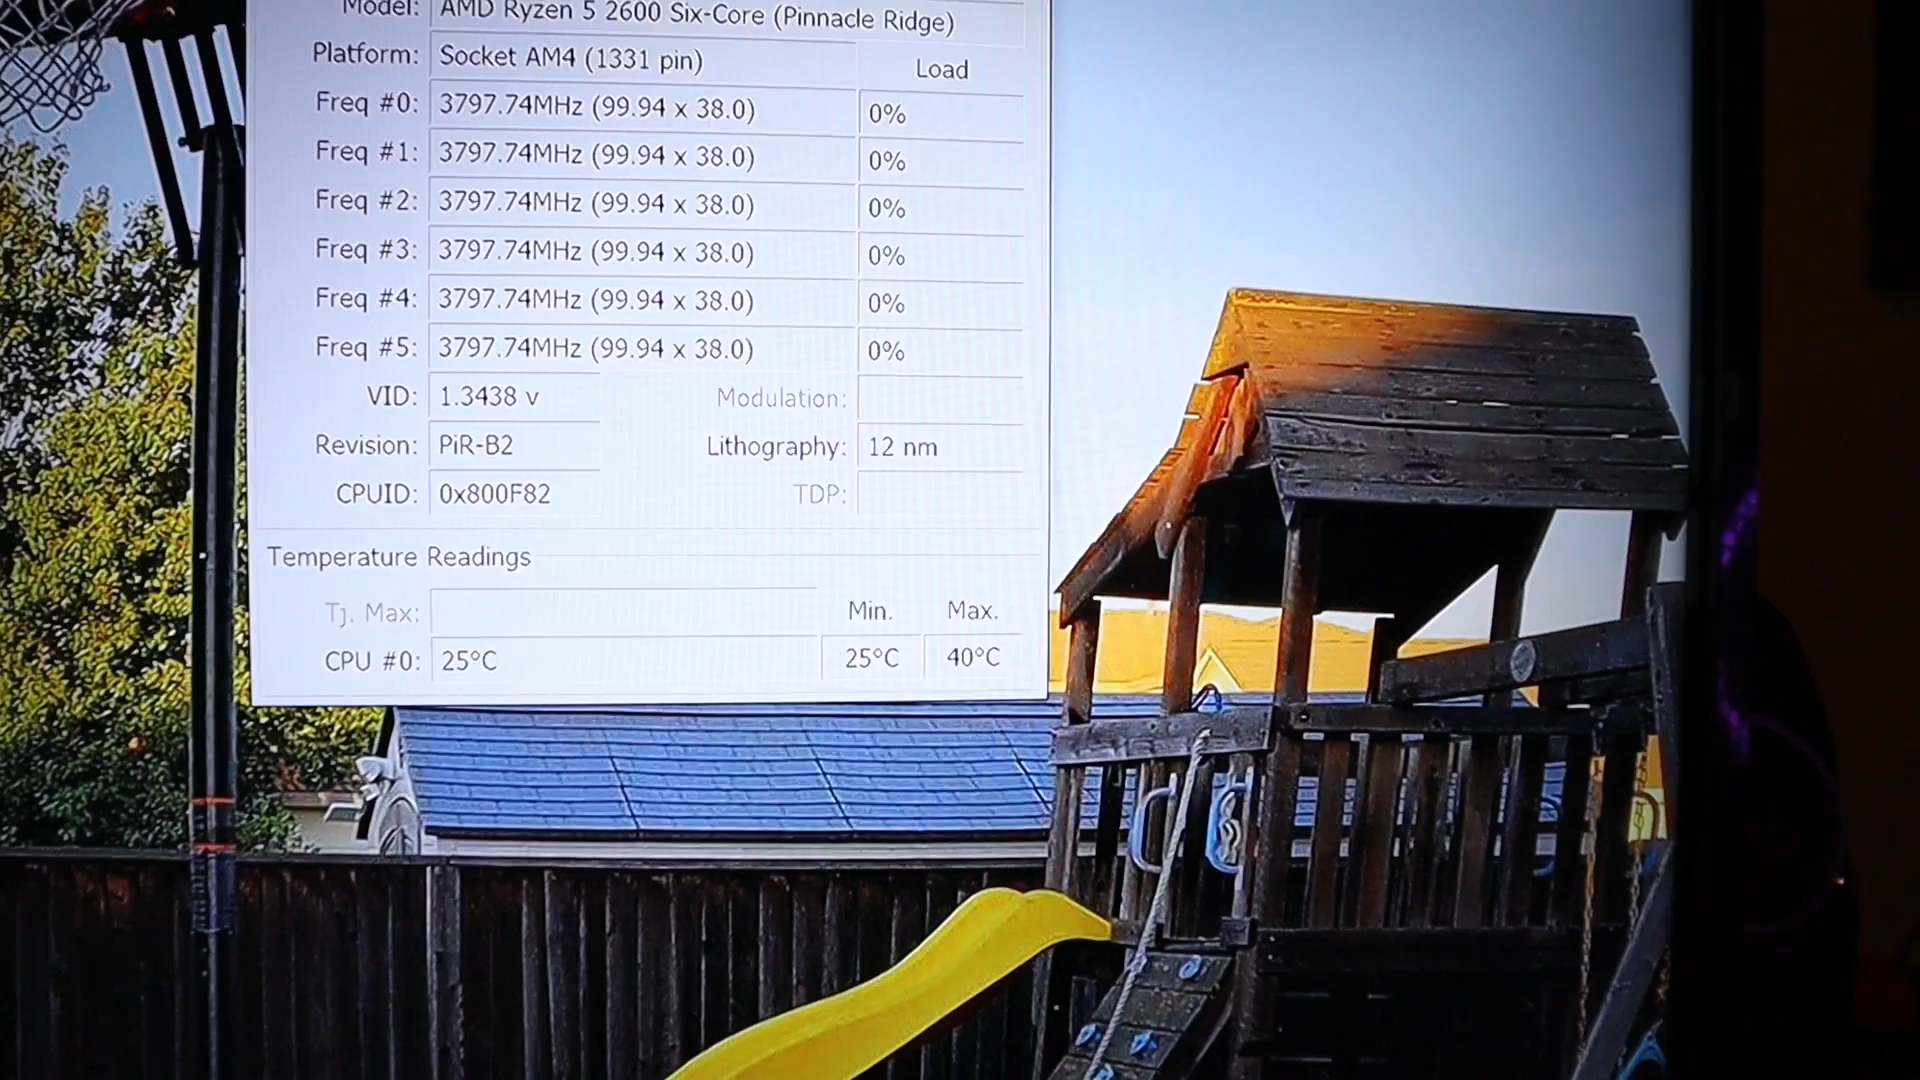 Model: AMD Ryzen 5 2600 Six-Core (Pinnacle Ridge)
Platform: Socket AM4 (1331 pin) Load
Freq #0: 3797.74MHz (99.94 x 38.0) 0%
Freq #1: 3797.74MHz (99.94 x 38.0) 0%
Freq #2: 3797.74MHz (99.94 x 38.0) 0%
Freq #3: 3797.74MHz (99.94 x 38.0) 0%
Freq #4: 3797.74MHz (99.94 x 38.0) 0%
Freq #5: 3797.74MHz (99.94 x 38.0) 0%
VID: 1.3438 v Modulation:
Revision: PiR-B2 Lithography: 12 nm
CPUID: 0x800F82 TDP:
Temperature Readings
Tj. Max: Min. Max.
CPU #0: 25°C 25°C 40°C